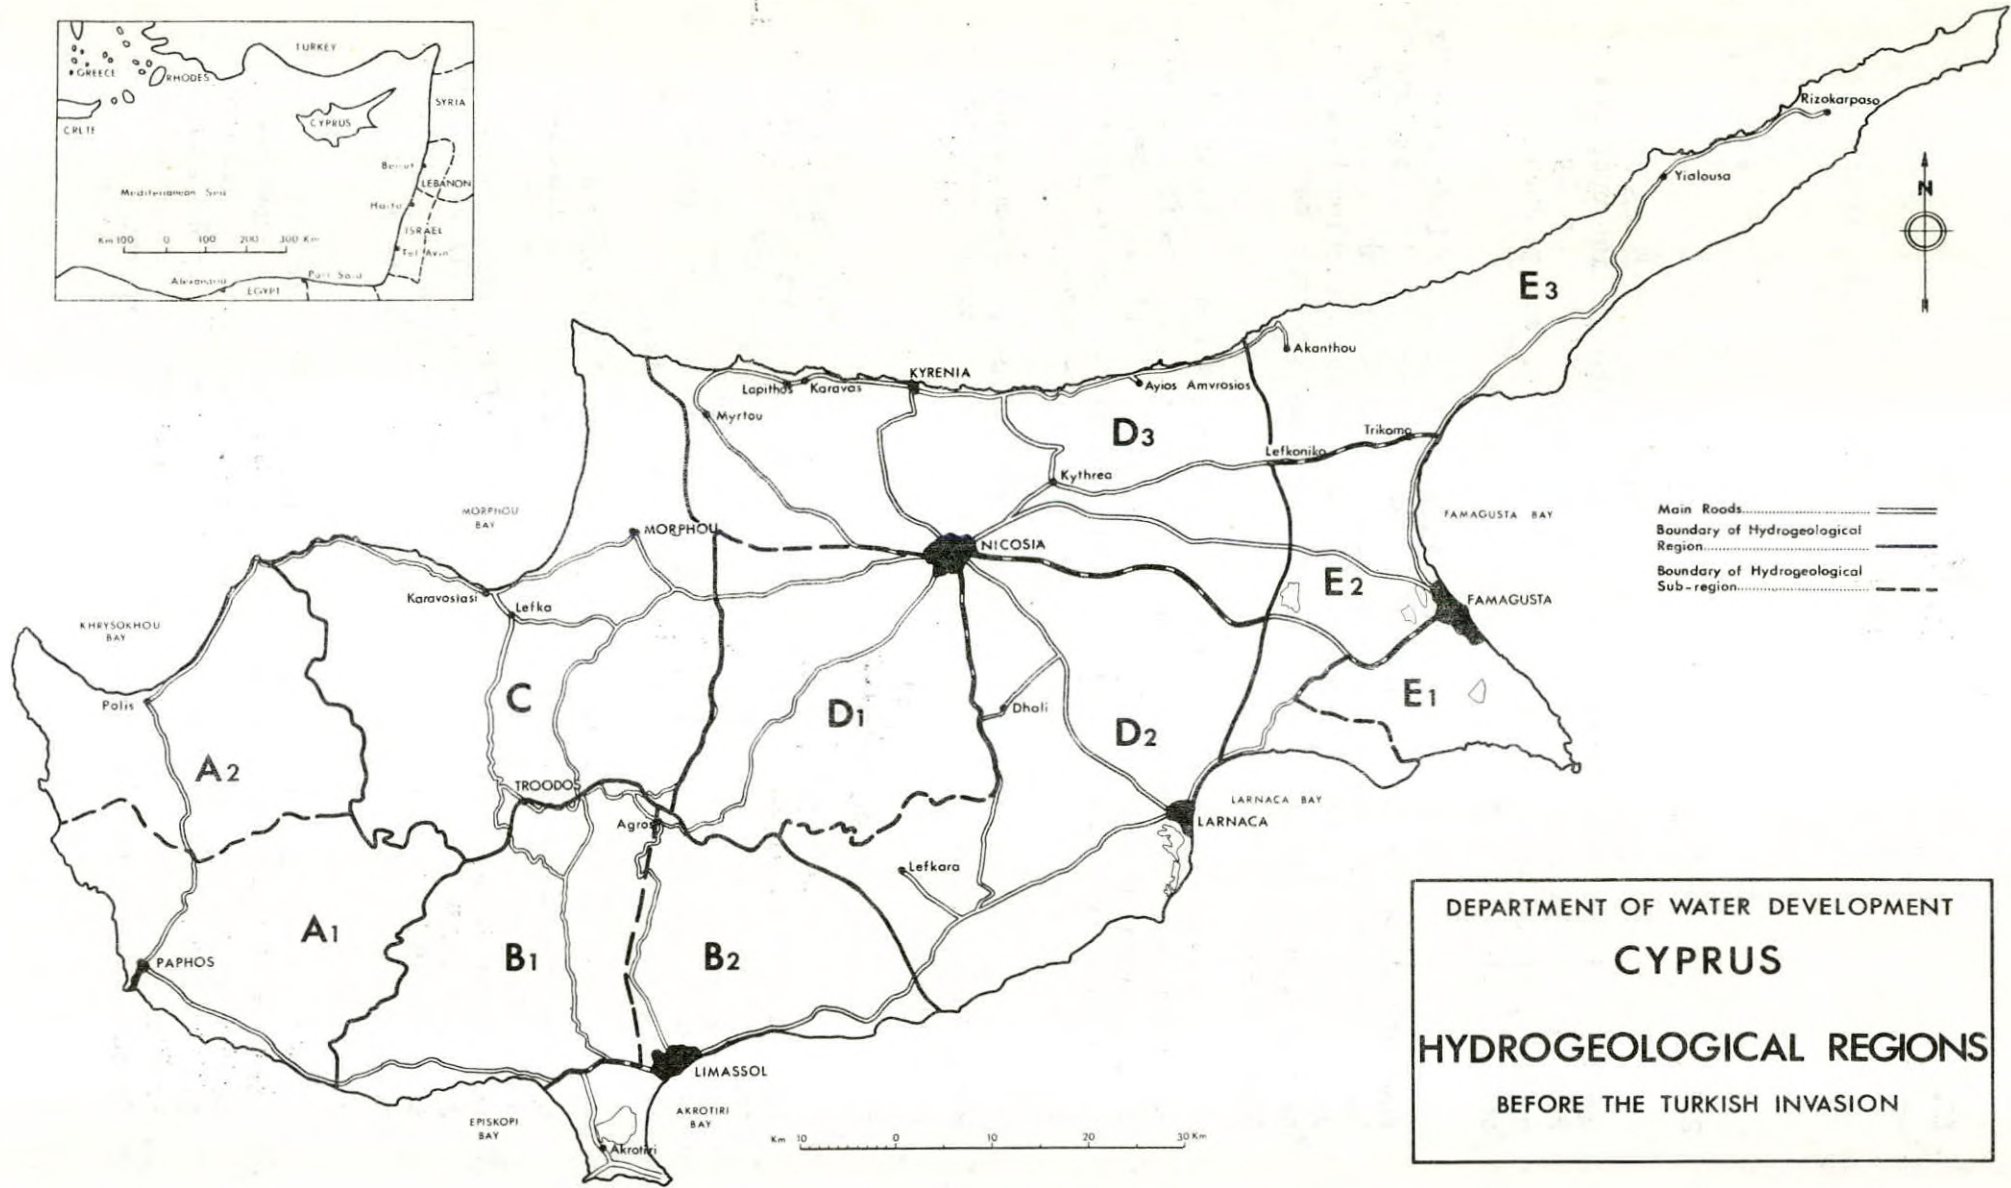 TURKEY
GREECE
RHODES
SYRIA
CRETE
CYPRUS
Beirut
LEBANON
Mediterranean Sea
Haifa
ISRAEL
Km 100 0 100 200 300 Km
Tel Aviv
Port Said
Alexandria
EGYPT
Rizokarpaso
Yialousa
N
E3
Akanthou
KYRENIA
Lapithos
Karavas
Ayios Amvrosios
Myrtou
D3
Trikomo
Lefkoniko
Kythrea
MORPHOU
BAY
FAMAGUSTA BAY
Main Roads
Boundary of Hydrogeological
Region
Boundary of Hydrogeological
Sub-region
MORPHOU
NICOSIA
E2
FAMAGUSTA
Karavostasi
Lefka
KHRYSOKHOU
BAY
Polis
C
D1
Dhali
D2
E1
A2
TROODOS
LARNACA BAY
Agros
LARNACA
Lefkara
A1
B1
B2
PAPHOS
LIMASSOL
EPISKOPI
BAY
AKROTIRI
BAY
Akrotiri
Km 10 0 10 20 30 Km
DEPARTMENT OF WATER DEVELOPMENT
CYPRUS
HYDROGEOLOGICAL REGIONS
BEFORE THE TURKISH INVASION